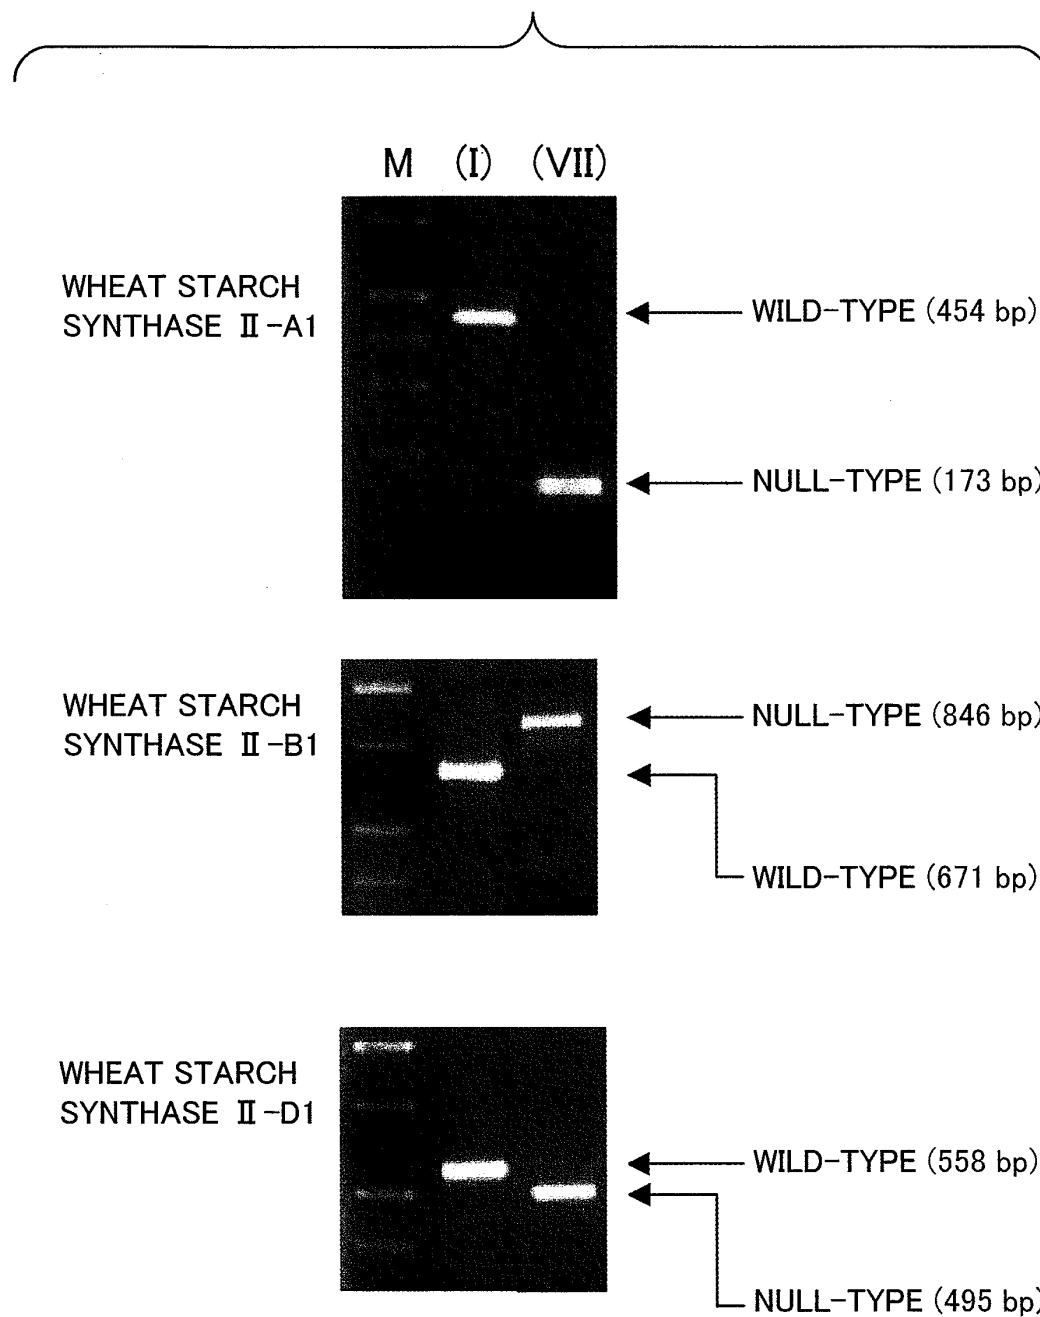 M (I) (VII)
WHEAT STARCH
SYNTHASE Ⅱ-A1
WILD-TYPE (454 bp)
NULL-TYPE (173 bp)
WHEAT STARCH
SYNTHASE Ⅱ-B1
NULL-TYPE (846 bp)
WILD-TYPE (671 bp)
WHEAT STARCH
SYNTHASE Ⅱ-D1
WILD-TYPE (558 bp)
NULL-TYPE (495 bp)